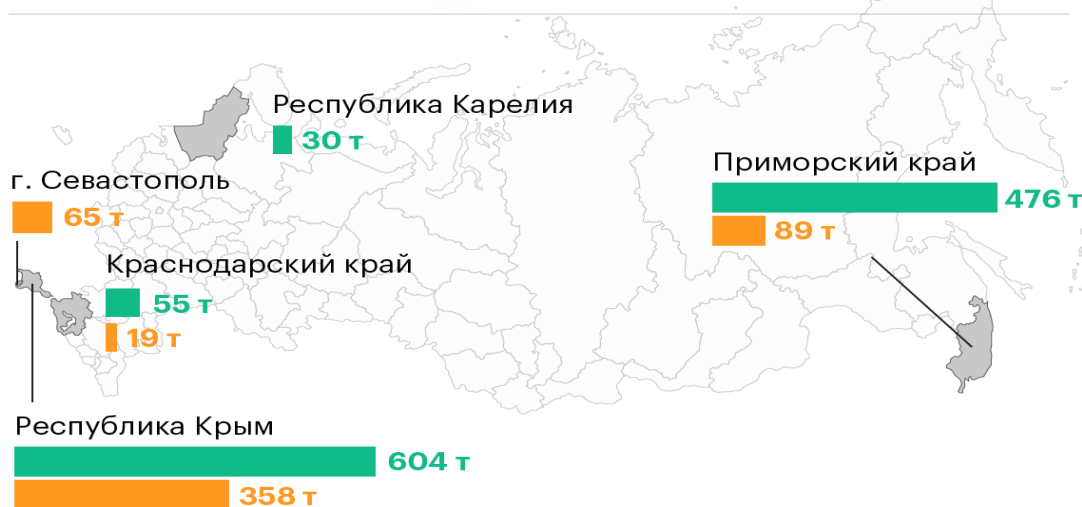 Республика Карелия
30 т
г. Севастополь
65 т
Приморский край
476 т
89 т
Краснодарский край
55 т
19 т
Республика Крым
604 т
358 т